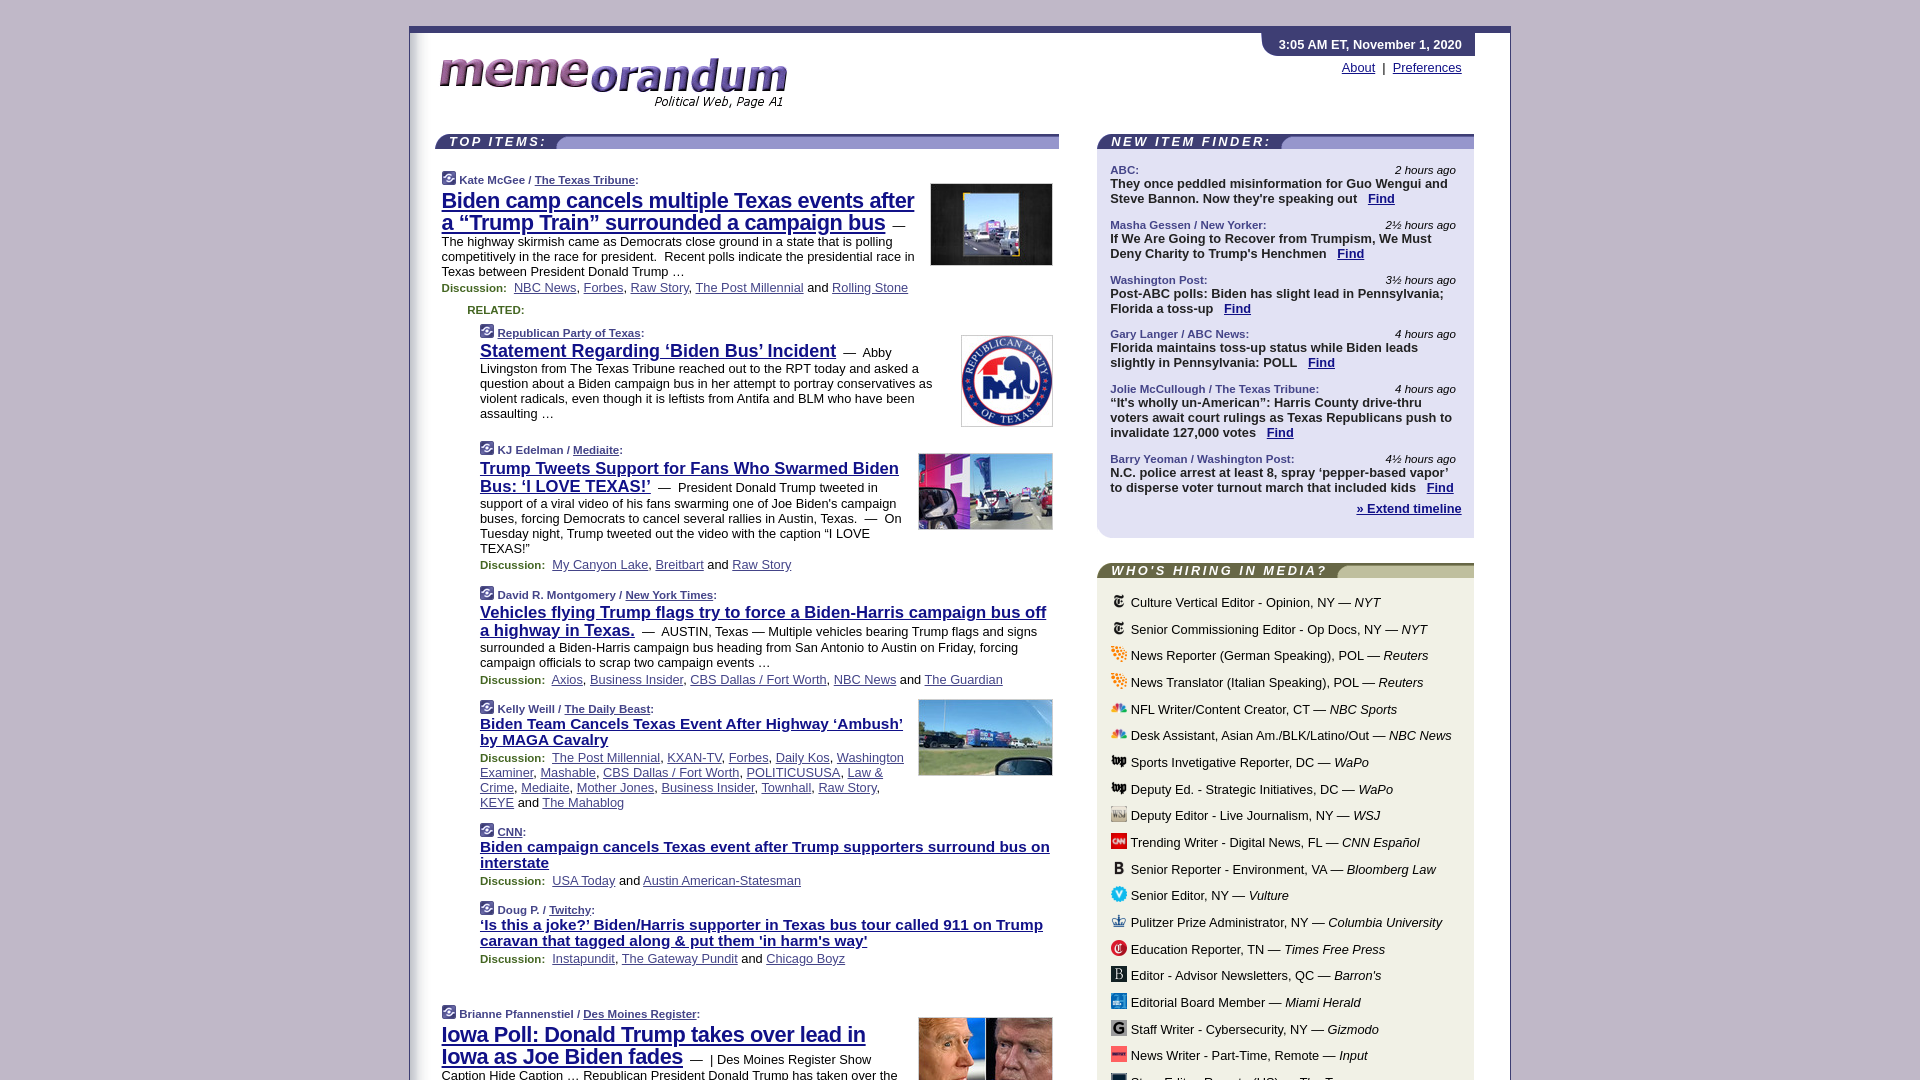 3:05 AM ET, November 1, 2020
memeorandum
Political Web, Page A1
About | Preferences
TOP ITEMS:
Kate McGee / The Texas Tribune:
Biden camp cancels multiple Texas events after
a “Trump Train” surrounded a campaign bus —
The highway skirmish came as Democrats close ground in a state that is polling
competitively in the race for president. Recent polls indicate the presidential race in
Texas between President Donald Trump …
Discussion: NBC News, Forbes, Raw Story, The Post Millennial and Rolling Stone
RELATED:
Republican Party of Texas:
Statement Regarding ‘Biden Bus’ Incident — Abby
Livingston from The Texas Tribune reached out to the RPT today and asked a
question about a Biden campaign bus in her attempt to portray conservatives as
violent radicals, even though it is leftists from Antifa and BLM who have been
assaulting …
REPUBLICAN PARTY
OF TEXAS
KJ Edelman / Mediaite:
Trump Tweets Support for Fans Who Swarmed Biden
Bus: ‘I LOVE TEXAS!’ — President Donald Trump tweeted in
support of a viral video of his fans swarming one of Joe Biden's campaign
buses, forcing Democrats to cancel several rallies in Austin, Texas. — On
Tuesday night, Trump tweeted out the video with the caption “I LOVE
TEXAS!”
Discussion: My Canyon Lake, Breitbart and Raw Story
David R. Montgomery / New York Times:
Vehicles flying Trump flags try to force a Biden-Harris campaign bus off
a highway in Texas. — AUSTIN, Texas — Multiple vehicles bearing Trump flags and signs
surrounded a Biden-Harris campaign bus heading from San Antonio to Austin on Friday, forcing
campaign officials to scrap two campaign events …
Discussion: Axios, Business Insider, CBS Dallas / Fort Worth, NBC News and The Guardian
Kelly Weill / The Daily Beast:
Biden Team Cancels Texas Event After Highway ‘Ambush’
by MAGA Cavalry
Discussion: The Post Millennial, KXAN-TV, Forbes, Daily Kos, Washington
Examiner, Mashable, CBS Dallas / Fort Worth, POLITICUSUSA, Law &
Crime, Mediaite, Mother Jones, Business Insider, Townhall, Raw Story,
KEYE and The Mahablog
CNN:
Biden campaign cancels Texas event after Trump supporters surround bus on
interstate
Discussion: USA Today and Austin American-Statesman
Doug P. / Twitchy:
‘Is this a joke?’ Biden/Harris supporter in Texas bus tour called 911 on Trump
caravan that tagged along & put them 'in harm's way'
Discussion: Instapundit, The Gateway Pundit and Chicago Boyz
Brianne Pfannenstiel / Des Moines Register:
Iowa Poll: Donald Trump takes over lead in
Iowa as Joe Biden fades — | Des Moines Register Show
Caption Hide Caption … Republican President Donald Trump has taken over the
NEW ITEM FINDER:
ABC: 2 hours ago
They once peddled misinformation for Guo Wengui and
Steve Bannon. Now they're speaking out Find
Masha Gessen / New Yorker: 2½ hours ago
If We Are Going to Recover from Trumpism, We Must
Deny Charity to Trump's Henchmen Find
Washington Post: 3½ hours ago
Post-ABC polls: Biden has slight lead in Pennsylvania;
Florida a toss-up Find
Gary Langer / ABC News: 4 hours ago
Florida maintains toss-up status while Biden leads
slightly in Pennsylvania: POLL Find
Jolie McCullough / The Texas Tribune: 4 hours ago
“It's wholly un-American”: Harris County drive-thru
voters await court rulings as Texas Republicans push to
invalidate 127,000 votes Find
Barry Yeoman / Washington Post: 4½ hours ago
N.C. police arrest at least 8, spray ‘pepper-based vapor’
to disperse voter turnout march that included kids Find
» Extend timeline
WHO'S HIRING IN MEDIA?
Culture Vertical Editor - Opinion, NY — NYT
Senior Commissioning Editor - Op Docs, NY — NYT
News Reporter (German Speaking), POL — Reuters
News Translator (Italian Speaking), POL — Reuters
NFL Writer/Content Creator, CT — NBC Sports
Desk Assistant, Asian Am./BLK/Latino/Out — NBC News
Sports Invetigative Reporter, DC — WaPo
Deputy Ed. - Strategic Initiatives, DC — WaPo
Deputy Editor - Live Journalism, NY — WSJ
Trending Writer - Digital News, FL — CNN Español
Senior Reporter - Environment, VA — Bloomberg Law
Senior Editor, NY — Vulture
Pulitzer Prize Administrator, NY — Columbia University
Education Reporter, TN — Times Free Press
Editor - Advisor Newsletters, QC — Barron's
Editorial Board Member — Miami Herald
Staff Writer - Cybersecurity, NY — Gizmodo
News Writer - Part-Time, Remote — Input